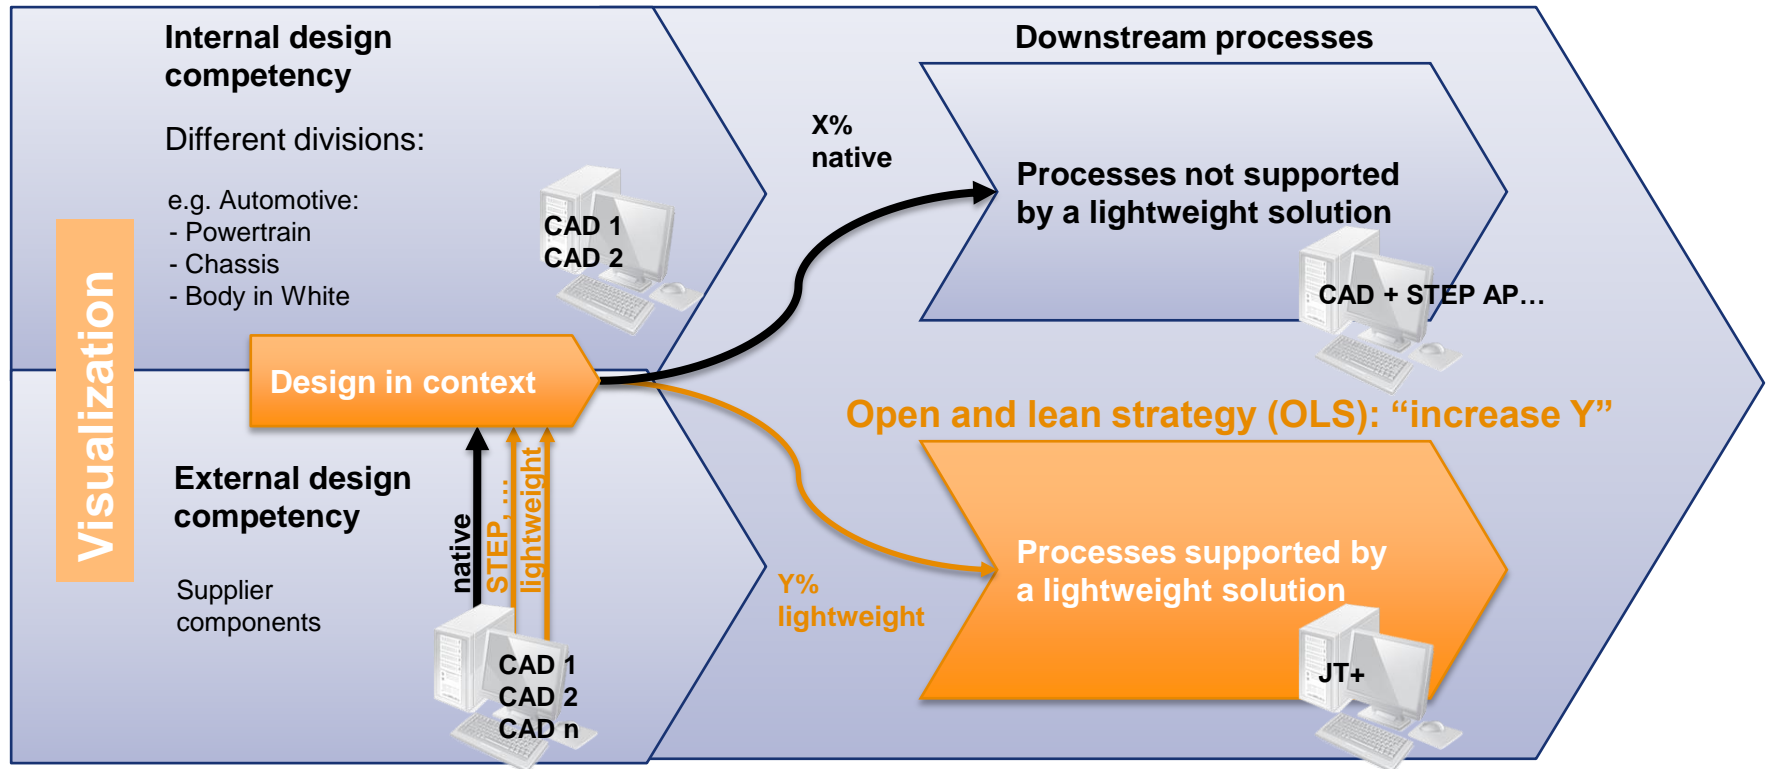 Internal design
competency
Different divisions:
e.g. Automotive:
- Powertrain
- Chassis
- Body in White
CAD 1
CAD 2
Visualization
Design in context
External design
competency
Supplier
components
native
STEP, ...
lightweight
CAD 1
CAD 2
CAD n
Downstream processes
X%
native
Processes not supported
by a lightweight solution
CAD + STEP AP...
Open and lean strategy (OLS): “increase Y”
Y%
lightweight
Processes supported by
a lightweight solution
JT+